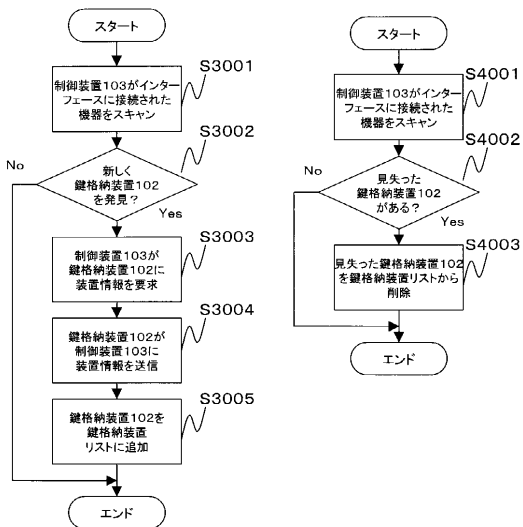 スタート
制御装置103がインター
フェースに接続された
機器をスキャン
S3001
新しく
鍵格納装置102
を発見?
S3002
No
Yes
制御装置103が
鍵格納装置102に
装置情報を要求
S3003
鍵格納装置102が
制御装置103に
装置情報を送信
S3004
鍵格納装置102を
鍵格納装置
リストに追加
S3005
エンド
スタート
制御装置103がインター
フェースに接続された
機器をスキャン
S4001
見失った
鍵格納装置102
がある?
S4002
No
Yes
見失った鍵格納装置102
を鍵格納装置リストから
削除
S4003
エンド